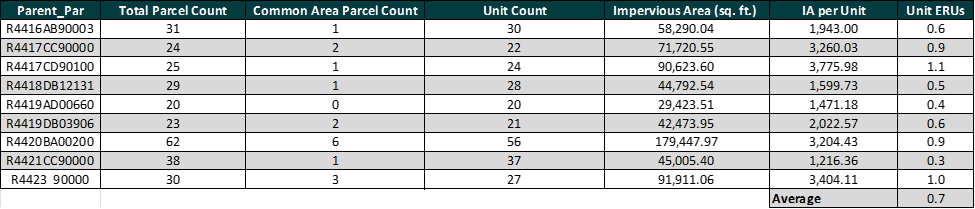 Parent_Par Total Parcel Count Common Area Parcel Count Unit Count Impervious Area (sq. ft.) IA per Unit Unit ERUs
R4416AB90003 31 1 30 58,290.04 1,943.00 0.6
R4417CC90000 24 2 22 71,720.55 3,260.03 0.9
R4417CD90100 25 1 24 90,623.60 3,775.98 1.1
R4418DB12131 29 1 28 44,792.54 1,599.73 0.5
R4419AD00660 20 0 20 29,423.51 1,471.18 0.4
R4419DB03906 23 2 21 42,473.95 2,022.57 0.6
R4420BA00200 62 6 56 179,447.97 3,204.43 0.9
R4421CC90000 38 1 37 45,005.40 1,216.36 0.3
R4423 90000 30 3 27 91,911.06 3,404.11 1.0
Average 0.7